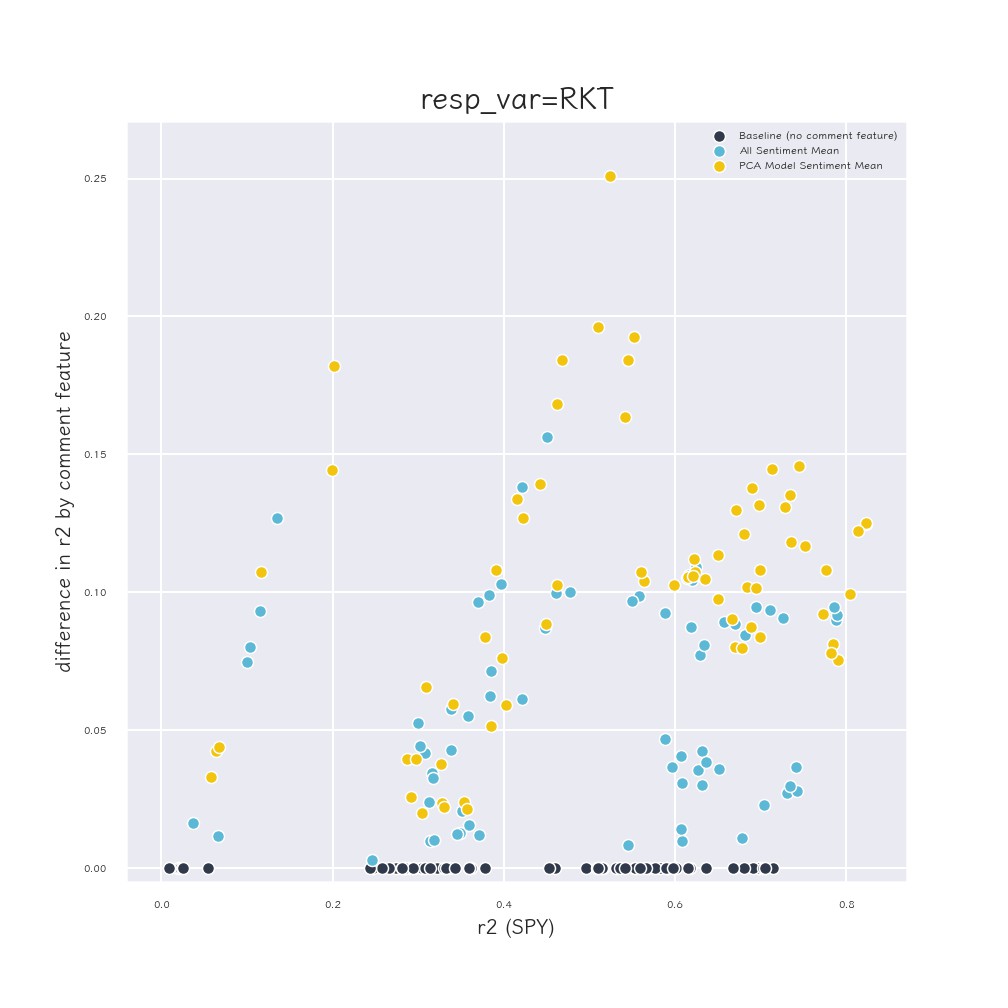 resp_var=RKT
Baseline (no comment feature)
All Sentiment Mean
PCA Model Sentiment Mean
0.25
0.20
0.15
0.10
0.05
0.00
difference in r2 by comment feature
0.0 0.2 0.4 0.6 0.8
r2 (SPY)